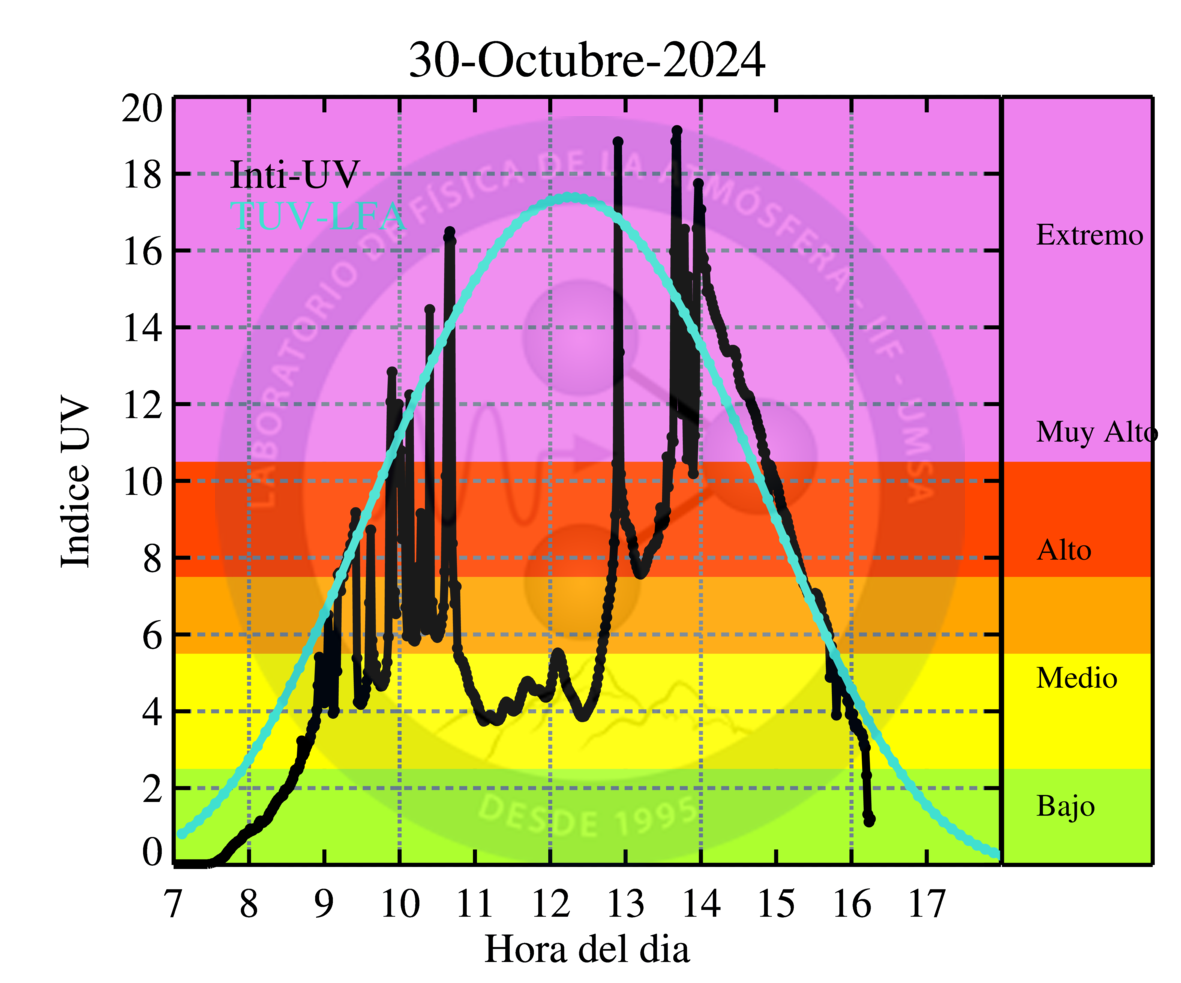 30-Octubre-2024
Inti-UV
TUV-LFA
LABORATORIO DE FÍSICA DE LA ATMÓSFERA - IIF - UMSA
DESDE 1995
Indice UV
20
18
16
14
12
10
8
6
4
2
0
7 8 9 10 11 12 13 14 15 16 17
Hora del dia
Extremo
Muy Alto
Alto
Medio
Bajo